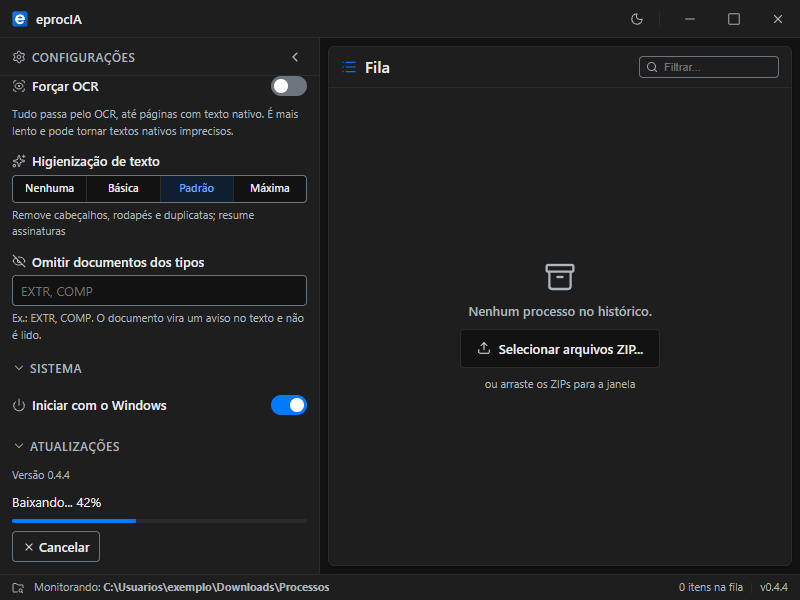 eprocIA
CONFIGURAÇÕES
Forçar OCR
Tudo passa pelo OCR, até páginas com texto nativo. É mais
lento e pode tornar textos nativos imprecisos.
Higienização de texto
Nenhuma Básica Padrão Máxima
Remove cabeçalhos, rodapés e duplicatas; resume
assinaturas
Omitir documentos dos tipos
EXTR, COMP
Ex.: EXTR, COMP. O documento vira um aviso no texto e não
é lido.
SISTEMA
Iniciar com o Windows
ATUALIZAÇÕES
Versão 0.4.4
Baixando... 42%
Cancelar
Fila
Filtrar...
Nenhum processo no histórico.
Selecionar arquivos ZIP...
ou arraste os ZIPs para a janela
Monitorando: C:\Usuarios\exemplo\Downloads\Processos
0 itens na fila
v0.4.4